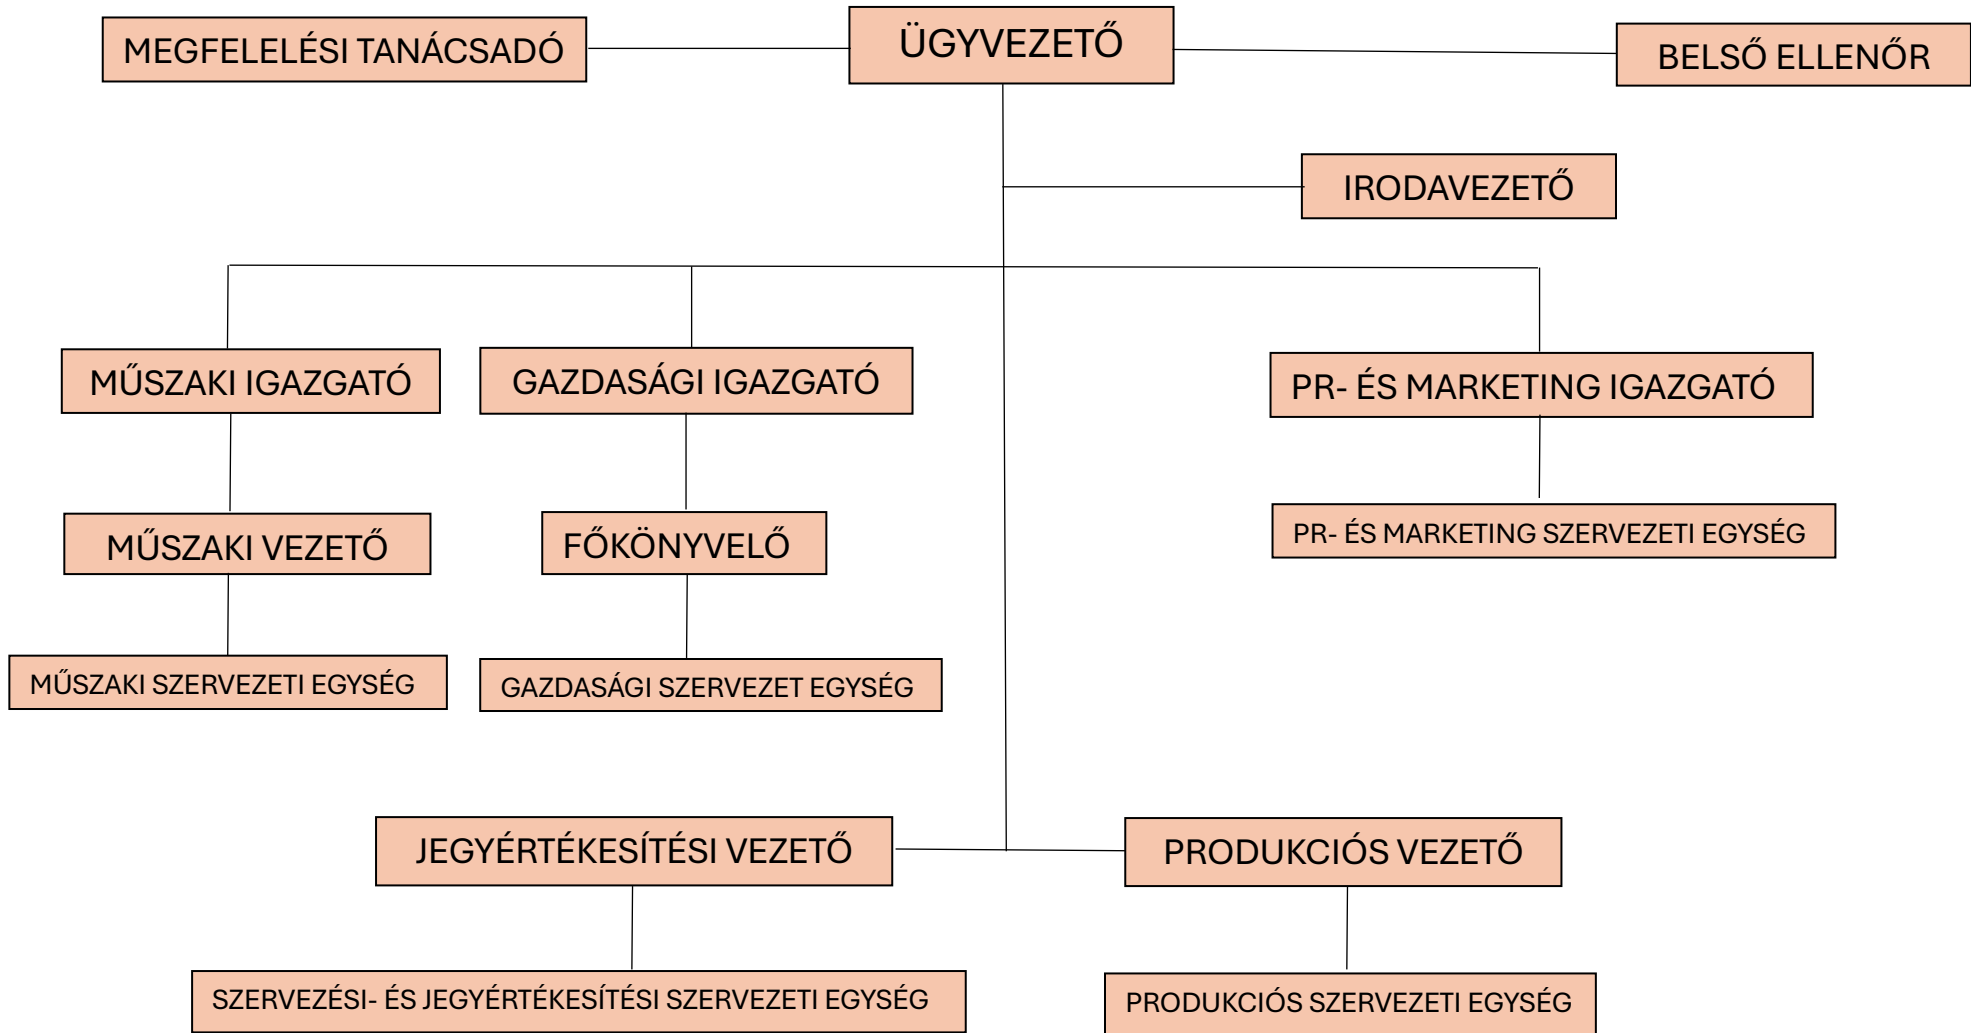 MEGFELELÉSI TANÁCSADÓ
ÜGYVEZETŐ
BELSŐ ELLENŐR
IRODAVEZETŐ
MŰSZAKI IGAZGATÓ
GAZDASÁGI IGAZGATÓ
PR- ÉS MARKETING IGAZGATÓ
MŰSZAKI VEZETŐ
FŐKÖNYVELŐ
PR- ÉS MARKETING SZERVEZETI EGYSÉG
MŰSZAKI SZERVEZETI EGYSÉG
GAZDASÁGI SZERVEZET EGYSÉG
JEGYÉRTÉKESÍTÉSI VEZETŐ
PRODUKCIÓS VEZETŐ
SZERVEZÉSI- ÉS JEGYÉRTÉKESÍTÉSI SZERVEZETI EGYSÉG
PRODUKCIÓS SZERVEZETI EGYSÉG